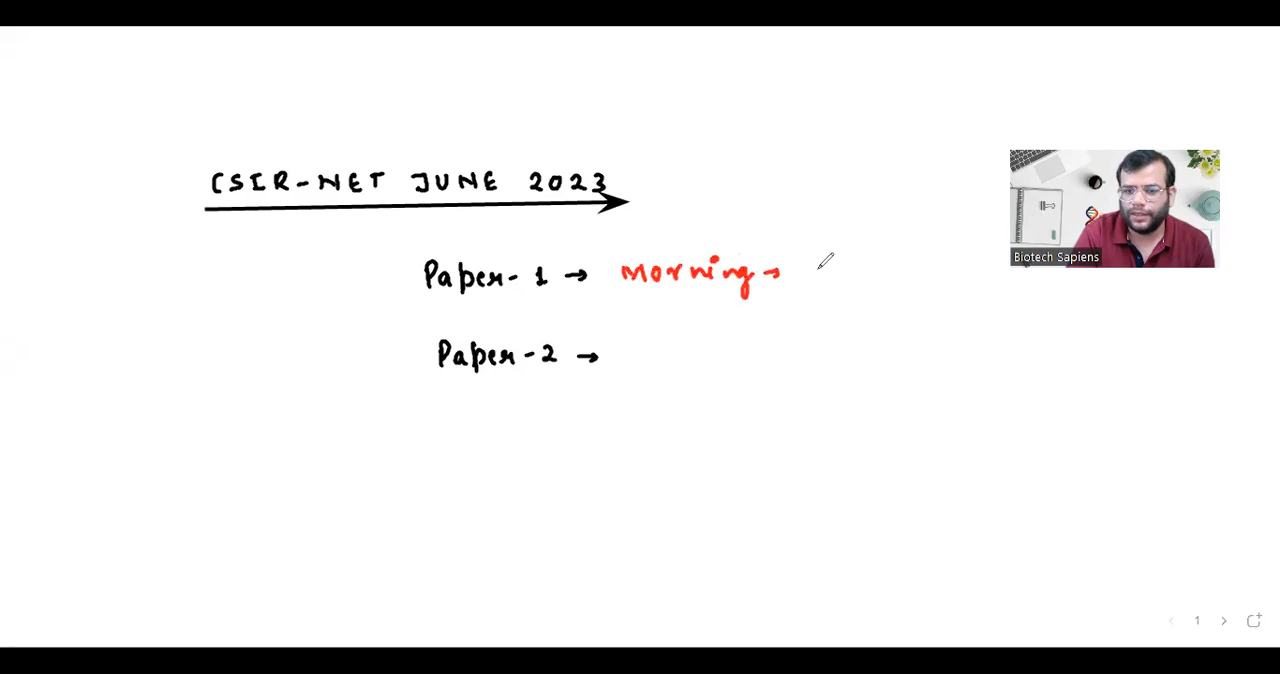 CSIR-NET JUNE 2023
Paper-1 → Morning →
Paper-2 →
Biotech Sapiens
1